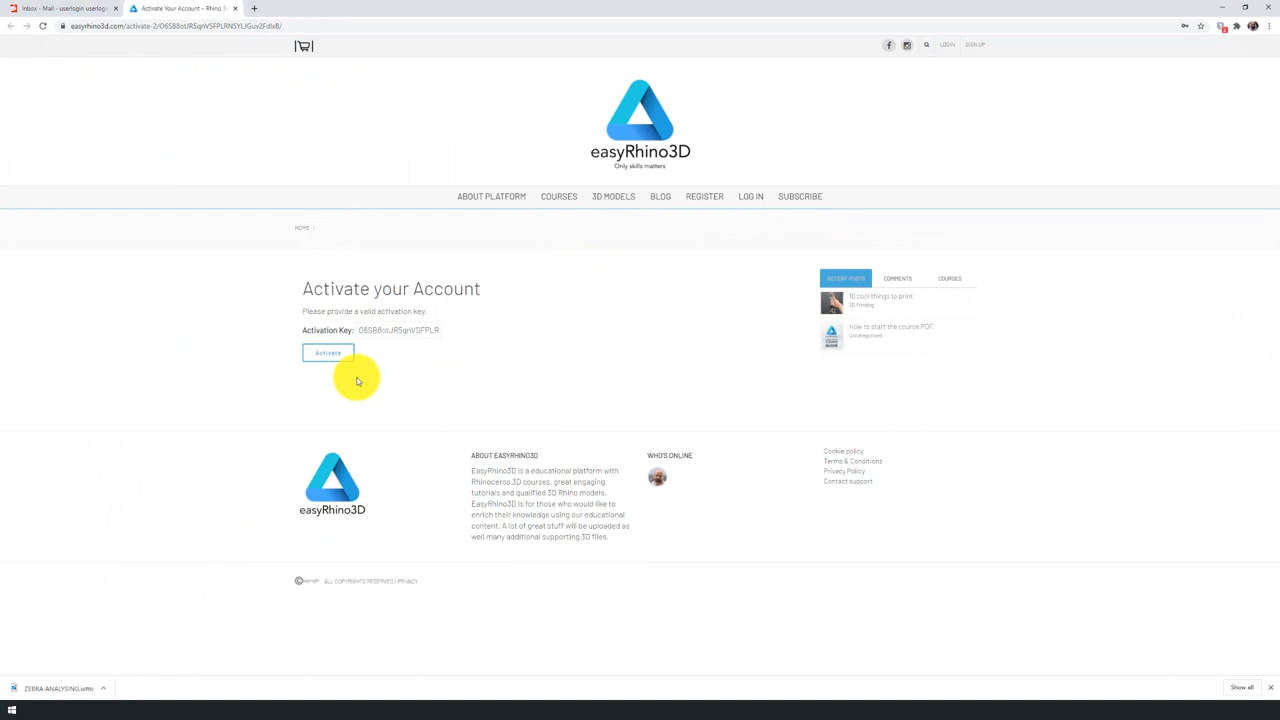 Inbox - Mail - userlogin userlogi
Activate Your Account – Rhino 3
easyrhino3d.com/activate-2/O6SB8otJR5qnVSFPLRNSYLJGuv2FdIxB/
LOGIN
SIGN UP
easyRhino3D
Only skills matters
ABOUT PLATFORM
COURSES
3D MODELS
BLOG
REGISTER
LOG IN
SUBSCRIBE
HOME ›
Activate your Account
Please provide a valid activation key.
Activation Key: O6SB8otJR5qnVSFPLR
Activate
RECENT POSTS
COMMENTS
COURSES
10 cool things to print
3D Printing
How to start the course PDF.
Uncategorized
easyRhino3D
ABOUT EASYRHINO3D
EasyRhino3D is a educational platform with
Rhinoceros 3D courses, great engaging
tutorials and qualified 3D Rhino models.
EasyRhino3D is for those who would like to
enrich their knowledge using our educational
content. A lot of great stuff will be uploaded as
well many additional supporting 3D files.
WHO'S ONLINE
Cookie policy
Terms & Conditions
Privacy Policy
Contact support
ALL COPYRIGHTS RESERVED / PRIVACY
ZEBRA ANALYSING.wmv
Show all